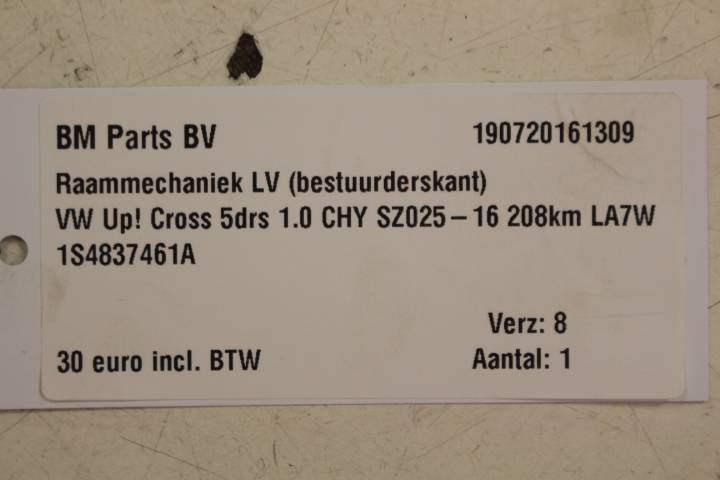 BM Parts BV 190720161309
Raammechaniek LV (bestuurderskant)
VW Up! Cross 5drs 1.0 CHY SZ025-16 208km LA7W
1S4837461A
Verz: 8
30 euro incl. BTW Aantal: 1